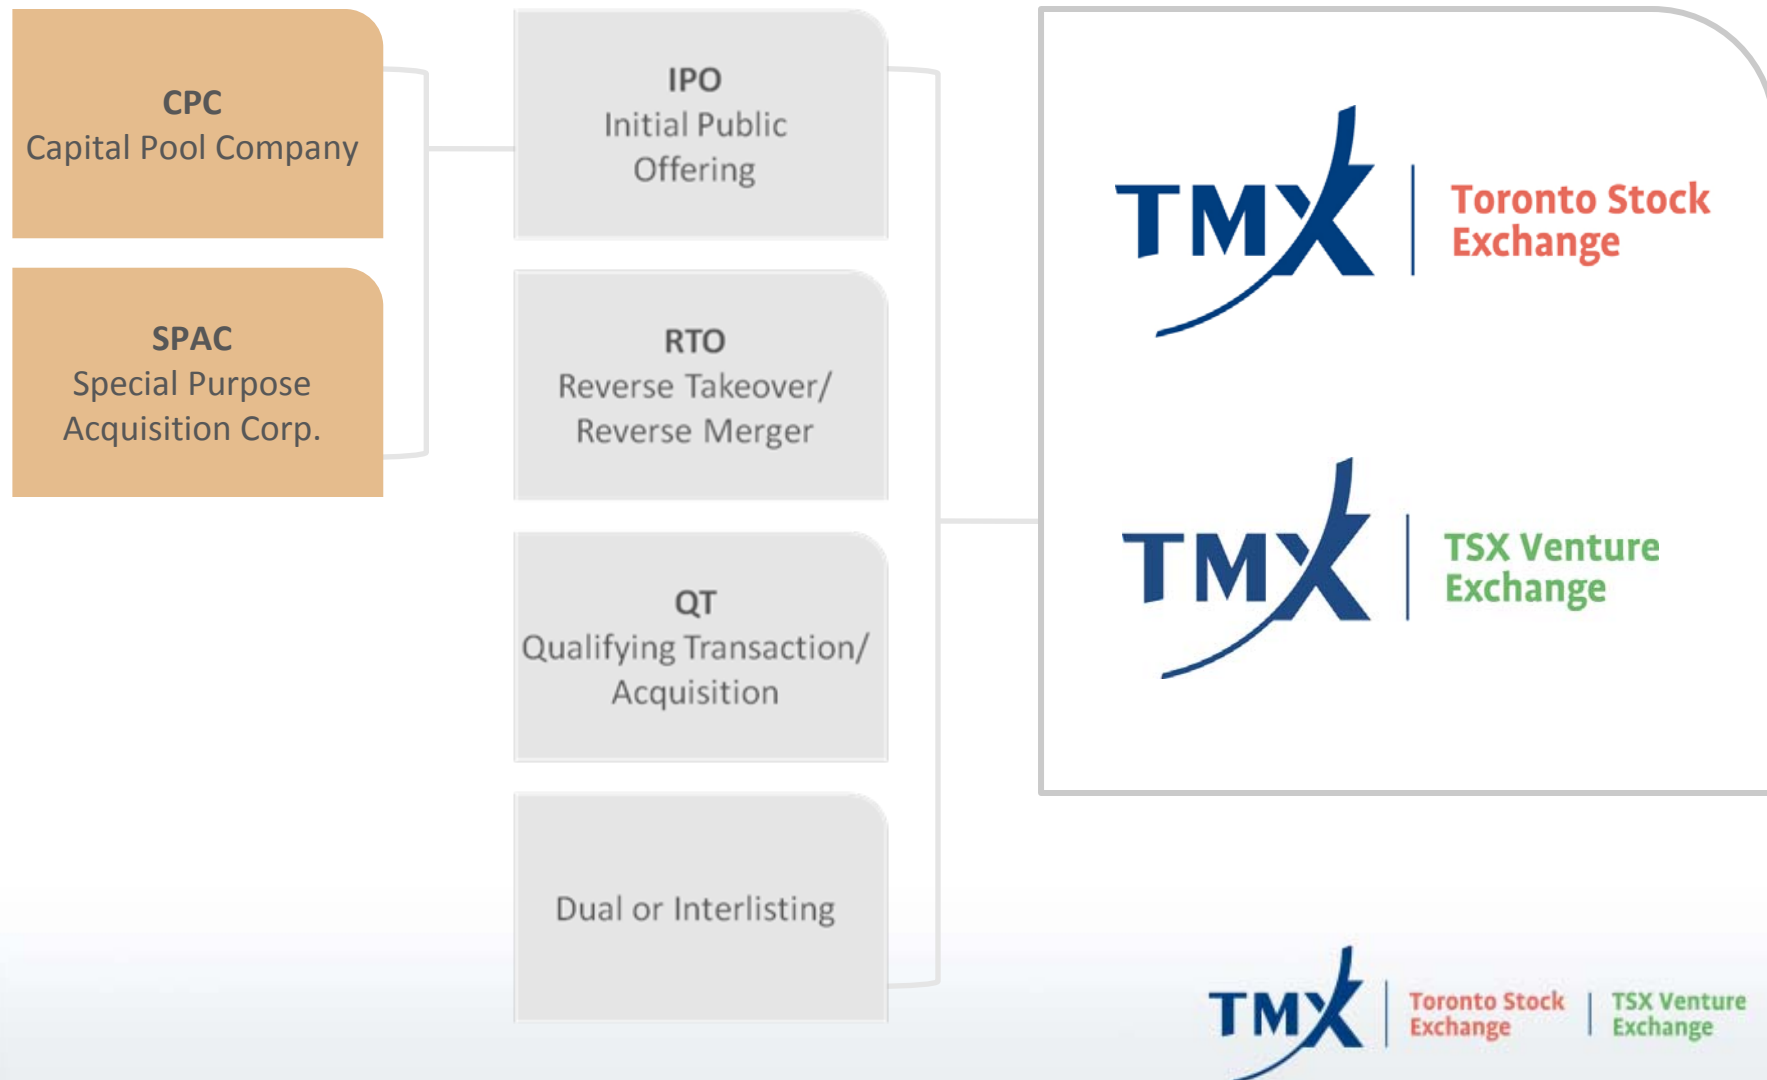 CPC
Capital Pool Company
SPAC
Special Purpose
Acquisition Corp.
IPO
Initial Public
Offering
RTO
Reverse Takeover/
Reverse Merger
QT
Qualifying Transaction/
Acquisition
Dual or Interlisting
TMX
Toronto Stock
Exchange
TMX
TSX Venture
Exchange
TMX
Toronto Stock
Exchange
TSX Venture
Exchange